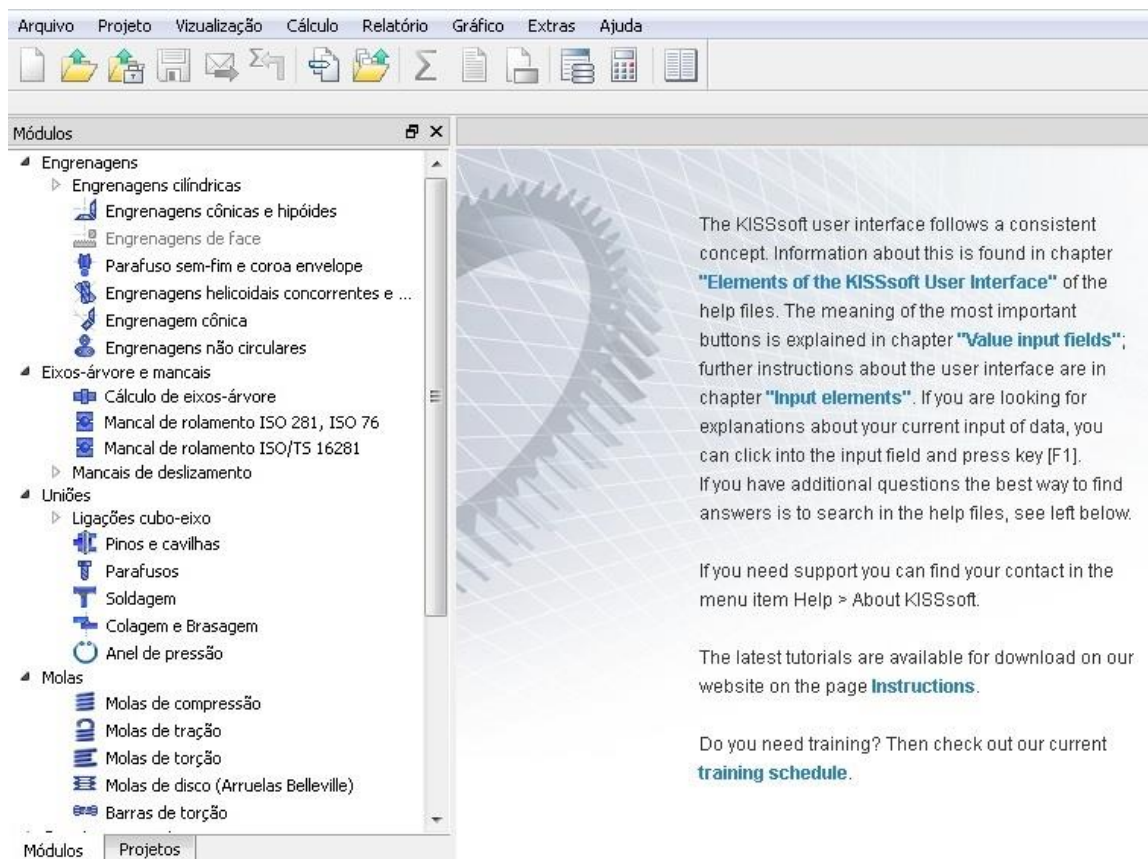 Arquivo Projeto Vizualização Cálculo Relatório Gráfico Extras Ajuda
Módulos
Engrenagens
Engrenagens cilíndricas
Engrenagens cônicas e hipóides
Engrenagens de face
Parafuso sem-fim e coroa envelope
Engrenagens helicoidais concorrentes e ...
Engrenagem cônica
Engrenagens não circulares
Eixos-árvore e mancais
Cálculo de eixos-árvore
Mancal de rolamento ISO 281, ISO 76
Mancal de rolamento ISO/TS 16281
Mancais de deslizamento
Uniões
Ligações cubo-eixo
Pinos e cavilhas
Parafusos
Soldagem
Colagem e Brasagem
Anel de pressão
Molas
Molas de compressão
Molas de tração
Molas de torção
Molas de disco (Arruelas Belleville)
Barras de torção
Módulos Projetos
The KISSsoft user interface follows a consistent
concept. Information about this is found in chapter
"Elements of the KISSsoft User Interface" of the
help files. The meaning of the most important
buttons is explained in chapter "Value input fields";
further instructions about the user interface are in
chapter "Input elements". If you are looking for
explanations about your current input of data, you
can click into the input field and press key [F1].
If you have additional questions the best way to find
answers is to search in the help files, see left below.
If you need support you can find your contact in the
menu item Help > About KISSsoft.
The latest tutorials are available for download on our
website on the page Instructions.
Do you need training? Then check out our current
training schedule.